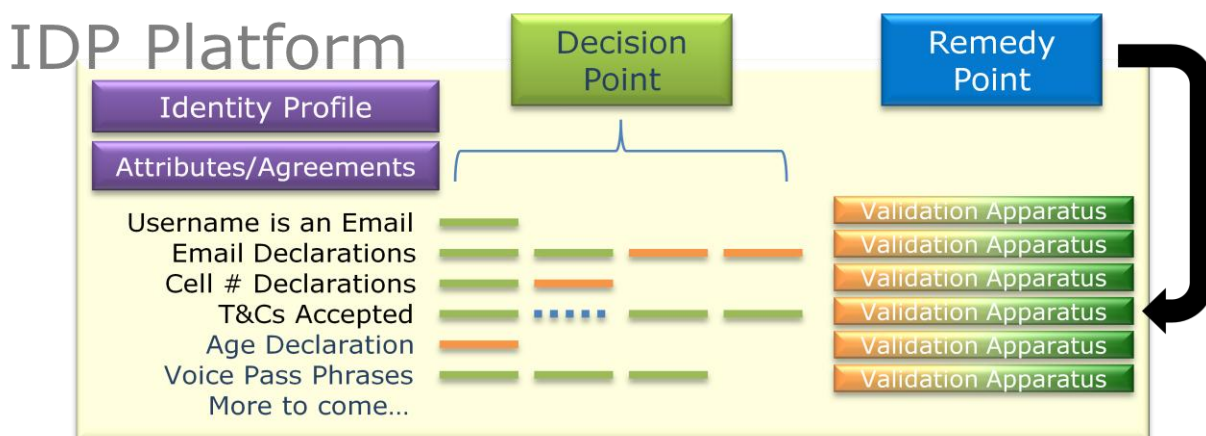 IDP Platform
Decision
Point
Remedy
Point
Identity Profile
Attributes/Agreements
Username is an Email
Email Declarations
Cell # Declarations
T&Cs Accepted
Age Declaration
Voice Pass Phrases
More to come...
Validation Apparatus
Validation Apparatus
Validation Apparatus
Validation Apparatus
Validation Apparatus
Validation Apparatus